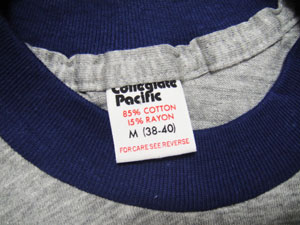 Collegiate
Pacific
85% COTTON
15% RAYON
M (38-40)
FOR CARE SEE REVERSE